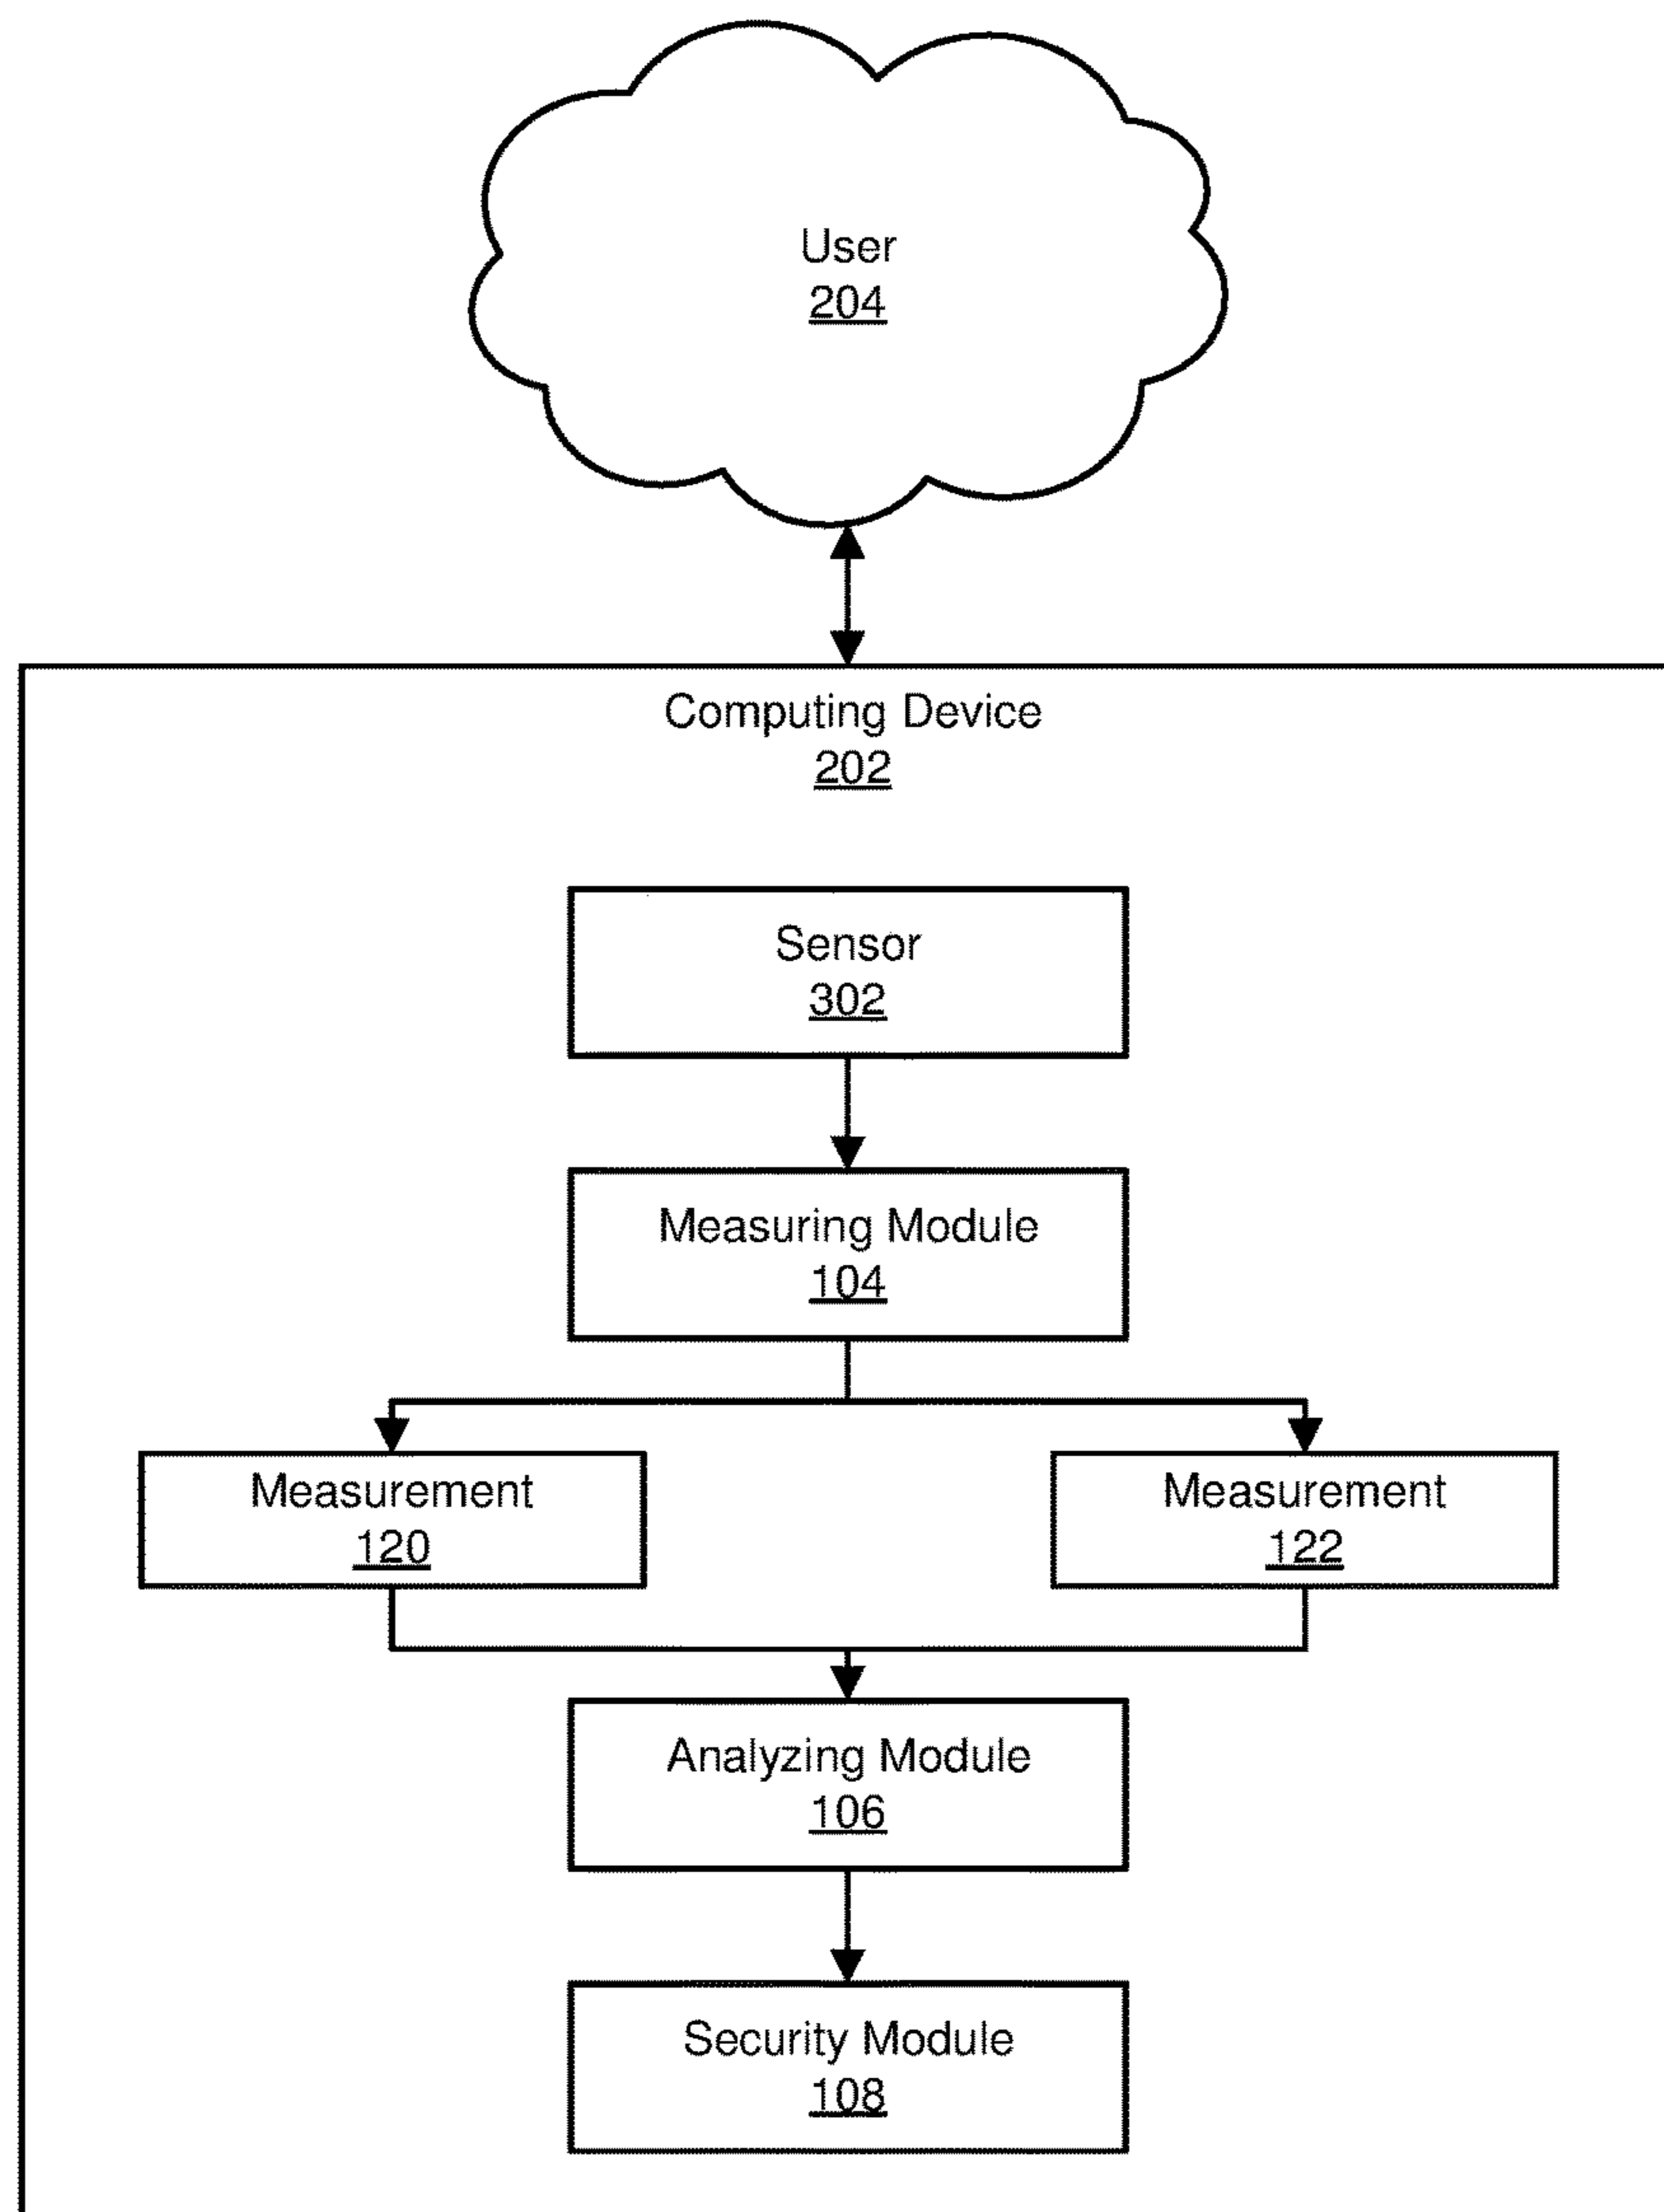 User
204
Computing Device
202
Sensor
302
Measuring Module
104
Measurement
120
Measurement
122
Analyzing Module
106
Security Module
108